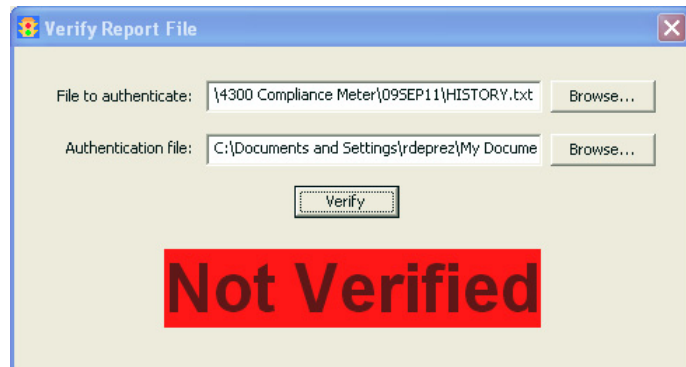 Verify Report File
File to authenticate: \4300 Compliance Meter\09SEP11\HISTORY.txt Browse...
Authentication file: C:\Documents and Settings\rdeprez\My Docume Browse...
Verify
Not Verified